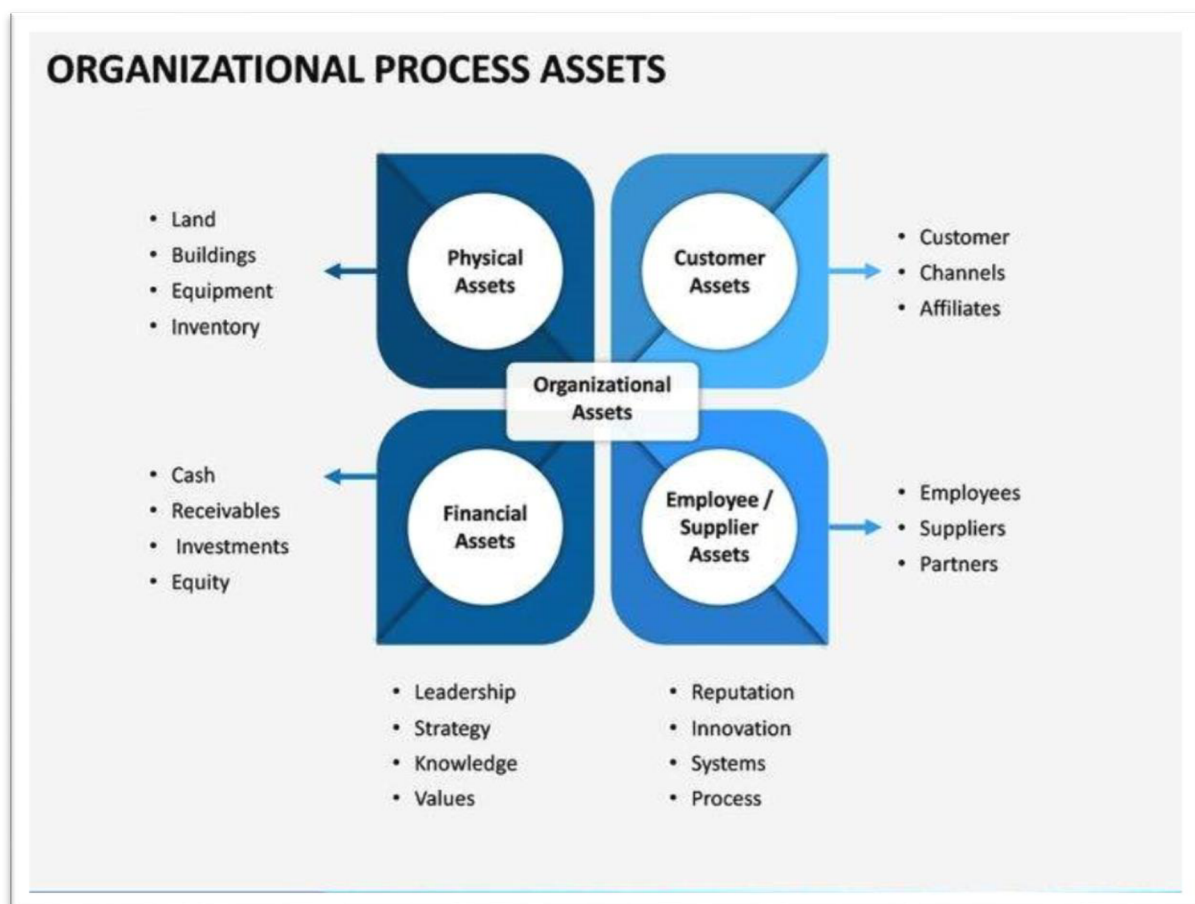 ORGANIZATIONAL PROCESS ASSETS
• Land
• Buildings
• Equipment
• Inventory
Physical
Assets
Customer
Assets
• Customer
• Channels
• Affiliates
Organizational
Assets
• Cash
• Receivables
• Investments
• Equity
Financial
Assets
Employee /
Supplier
Assets
• Employees
• Suppliers
• Partners
• Leadership
• Strategy
• Knowledge
• Values
• Reputation
• Innovation
• Systems
• Process